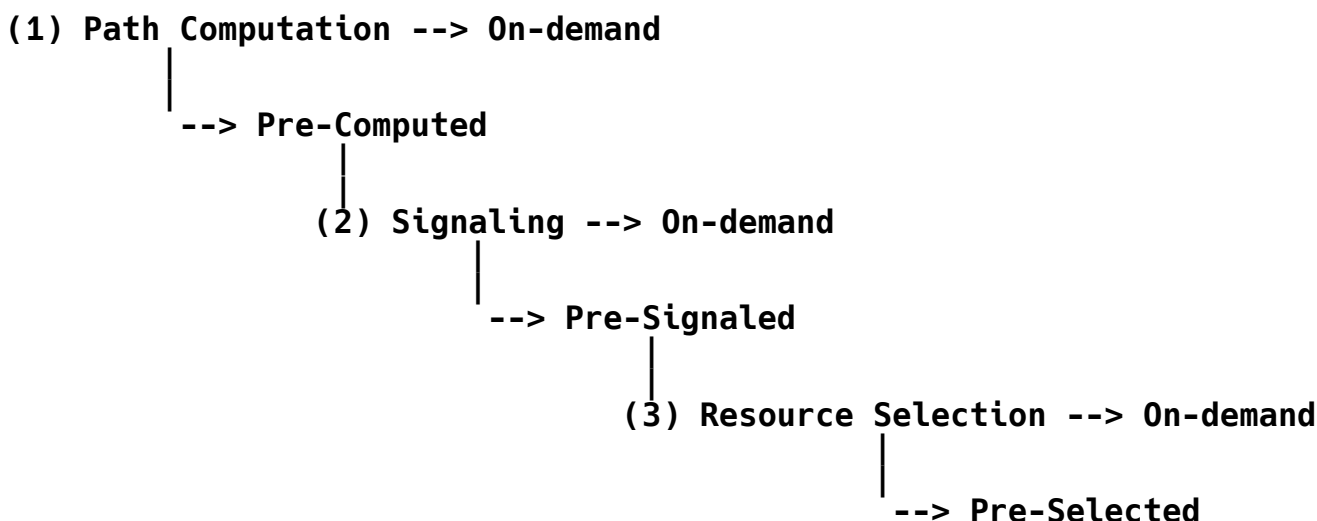 (1) Path Computation --> On-demand
--> Pre-Computed
(2) Signaling --> On-demand
--> Pre-Signaled
(3) Resource Selection --> On-demand
--> Pre-Selected